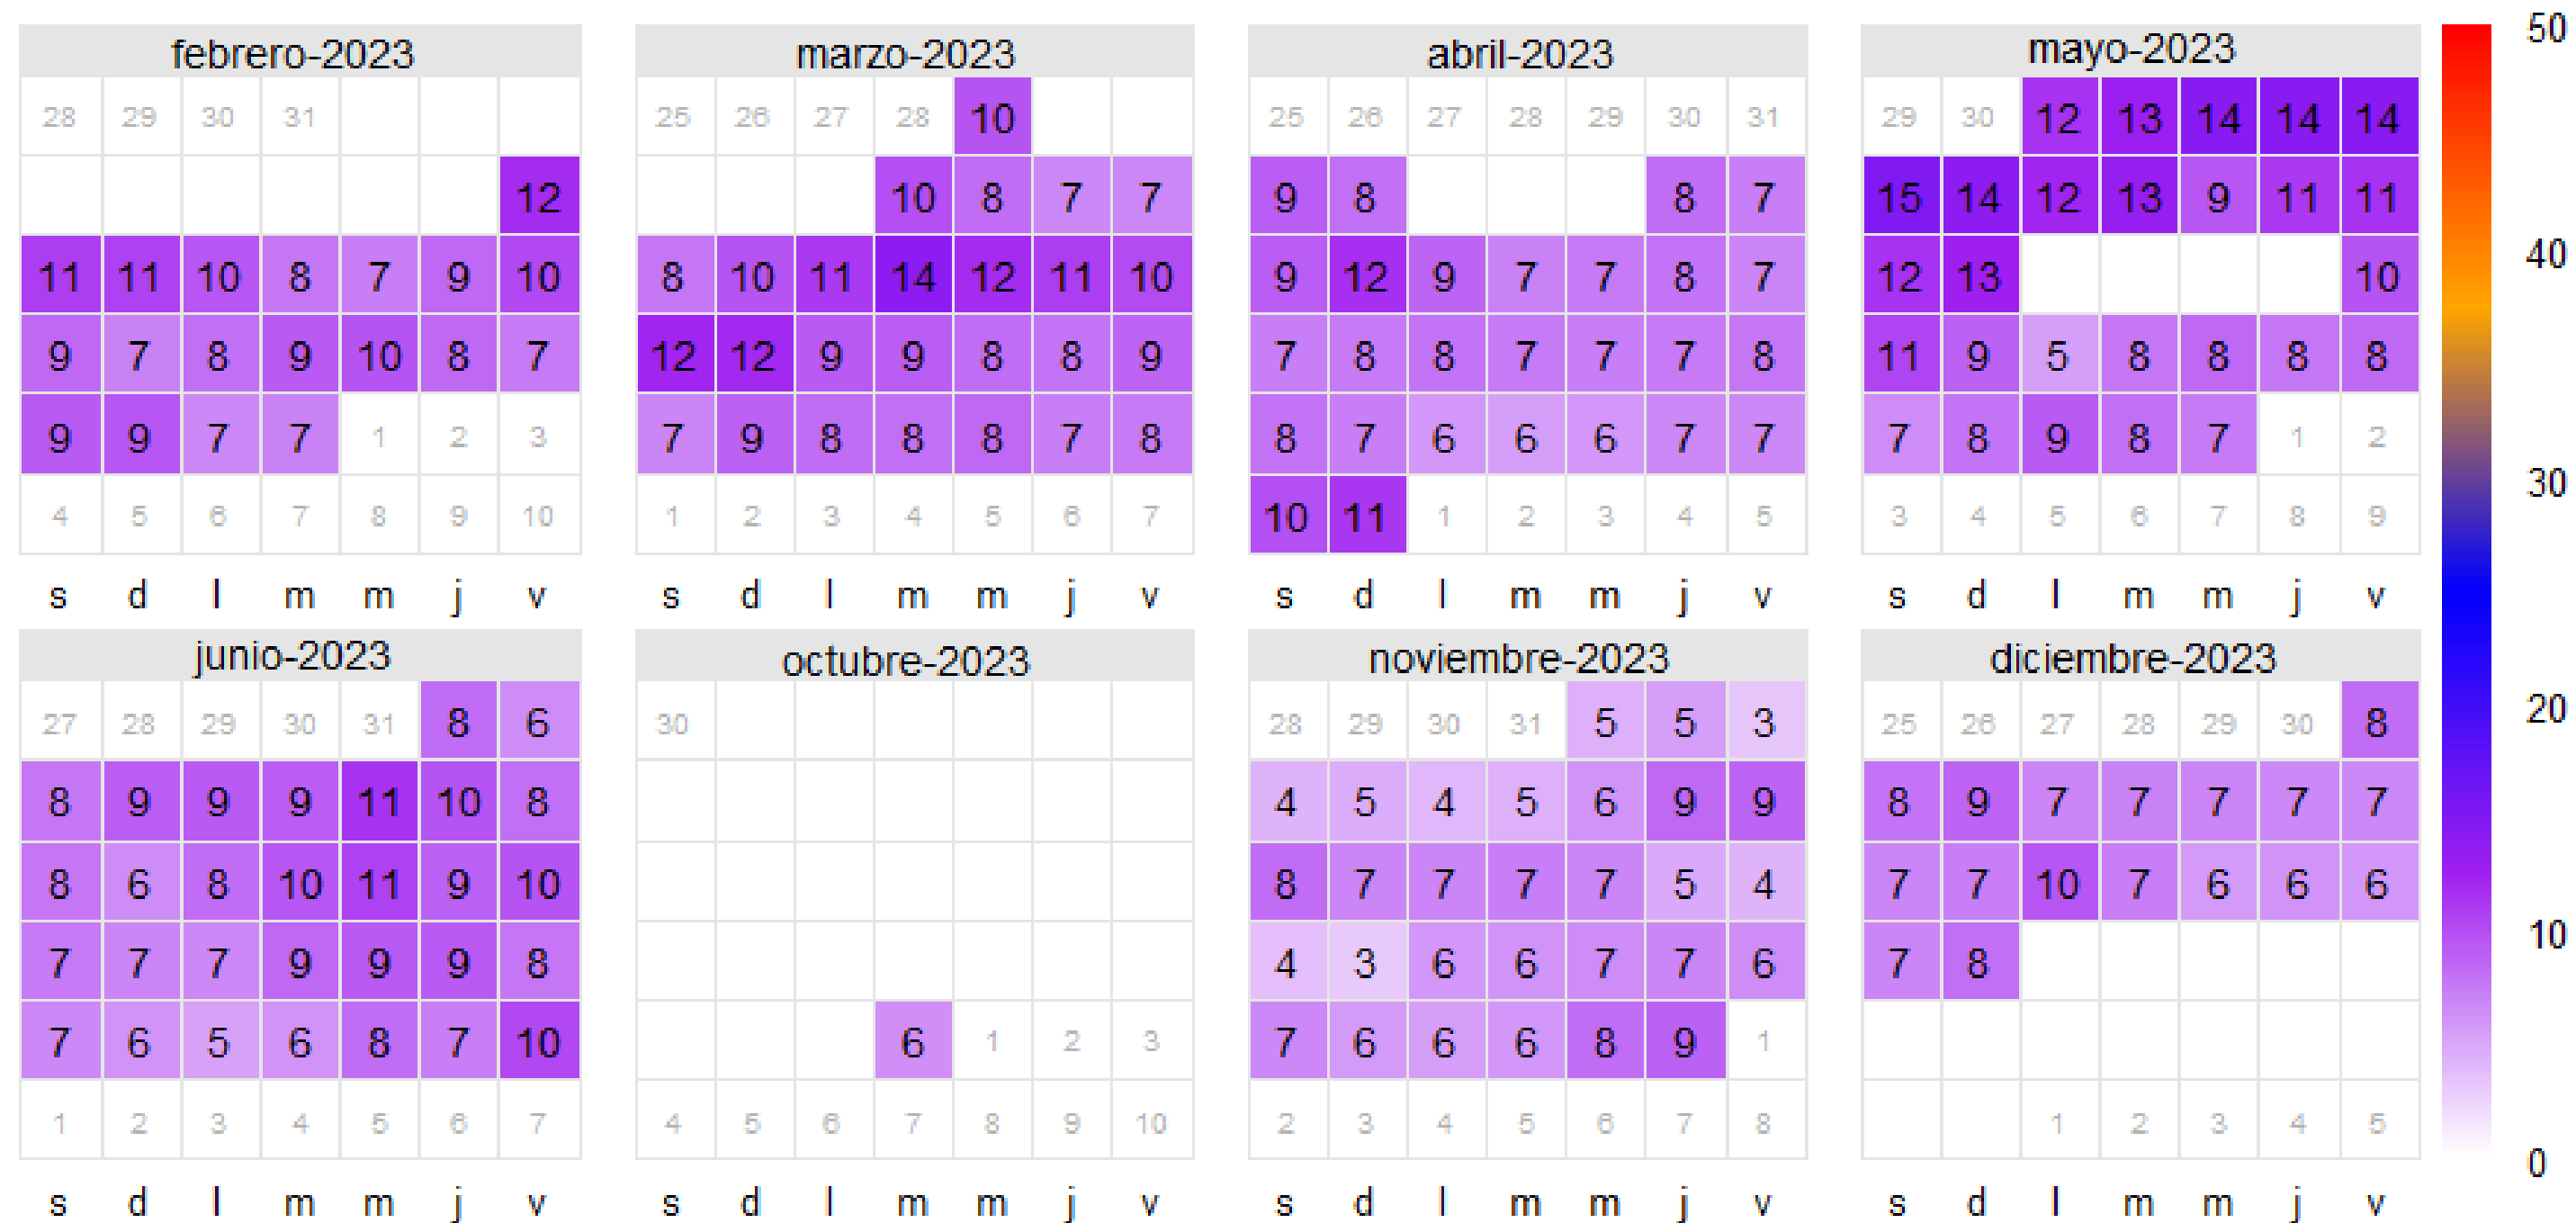 febrero-2023 marzo-2023 abril-2023 mayo-2023 50
28 29 30 31 25 26 27 28 10 25 26 27 28 29 30 31 29 30 12 13 14 14 14
12 10 8 7 7 9 8 8 7 15 14 12 13 9 11 11
11 11 10 8 7 9 10 8 10 11 14 12 11 10 9 12 9 7 7 8 7 12 13 10 40
9 7 8 9 10 8 7 12 12 9 9 8 8 9 7 8 8 7 7 7 8 11 9 5 8 8 8 8
9 9 7 7 1 2 3 7 9 8 8 8 7 8 8 7 6 6 6 7 7 7 8 9 8 7 1 2
4 5 6 7 8 9 10 1 2 3 4 5 6 7 10 11 1 2 3 4 5 3 4 5 6 7 8 9 30
s d l m m j v s d l m m j v s d l m m j v s d l m m j v
junio-2023 octubre-2023 noviembre-2023 diciembre-2023
27 28 29 30 31 8 6 30 28 29 30 31 5 5 3 25 26 27 28 29 30 8 20
8 9 9 9 11 10 8 4 5 4 5 6 9 9 8 9 7 7 7 7 7
8 6 8 10 11 9 10 8 7 7 7 7 5 4 7 7 10 7 6 6 6
7 7 7 9 9 9 8 4 3 6 6 7 7 6 7 8 10
7 6 5 6 8 7 10 6 1 2 3 7 6 6 6 8 9 1
1 2 3 4 5 6 7 4 5 6 7 8 9 10 2 3 4 5 6 7 8 1 2 3 4 5 0
s d l m m j v s d l m m j v s d l m m j v s d l m m j v